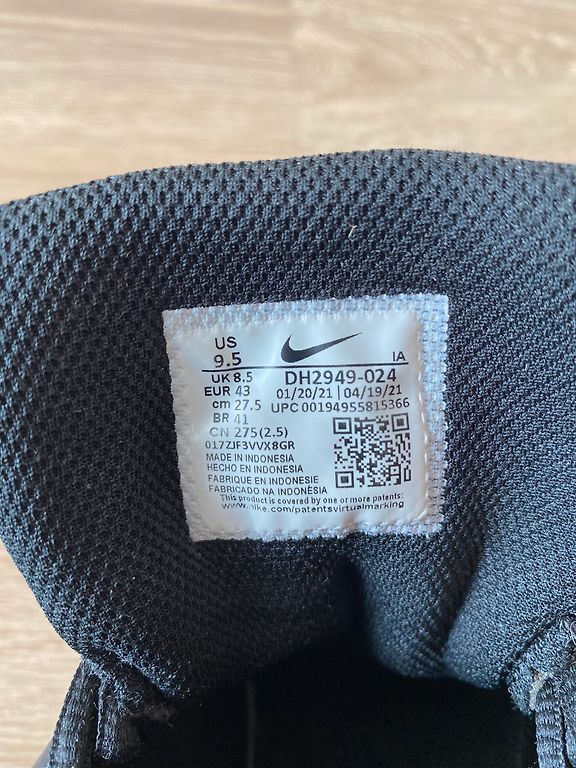 US
9.5
IA
UK 8.5
DH2949-024
EUR 43
01/20/21 | 04/19/21
cm 27.5
UPC 00194955815366
BR 41
CN 275(2.5)
017ZJF3VVX8GR
MADE IN INDONESIA
HECHO EN INDONESIA
FABRIQUE EN INDONESIE
FABRICADO NA INDONÉSIA
This product is covered by one or more patents:
www.nike.com/patentsvirtualmarking